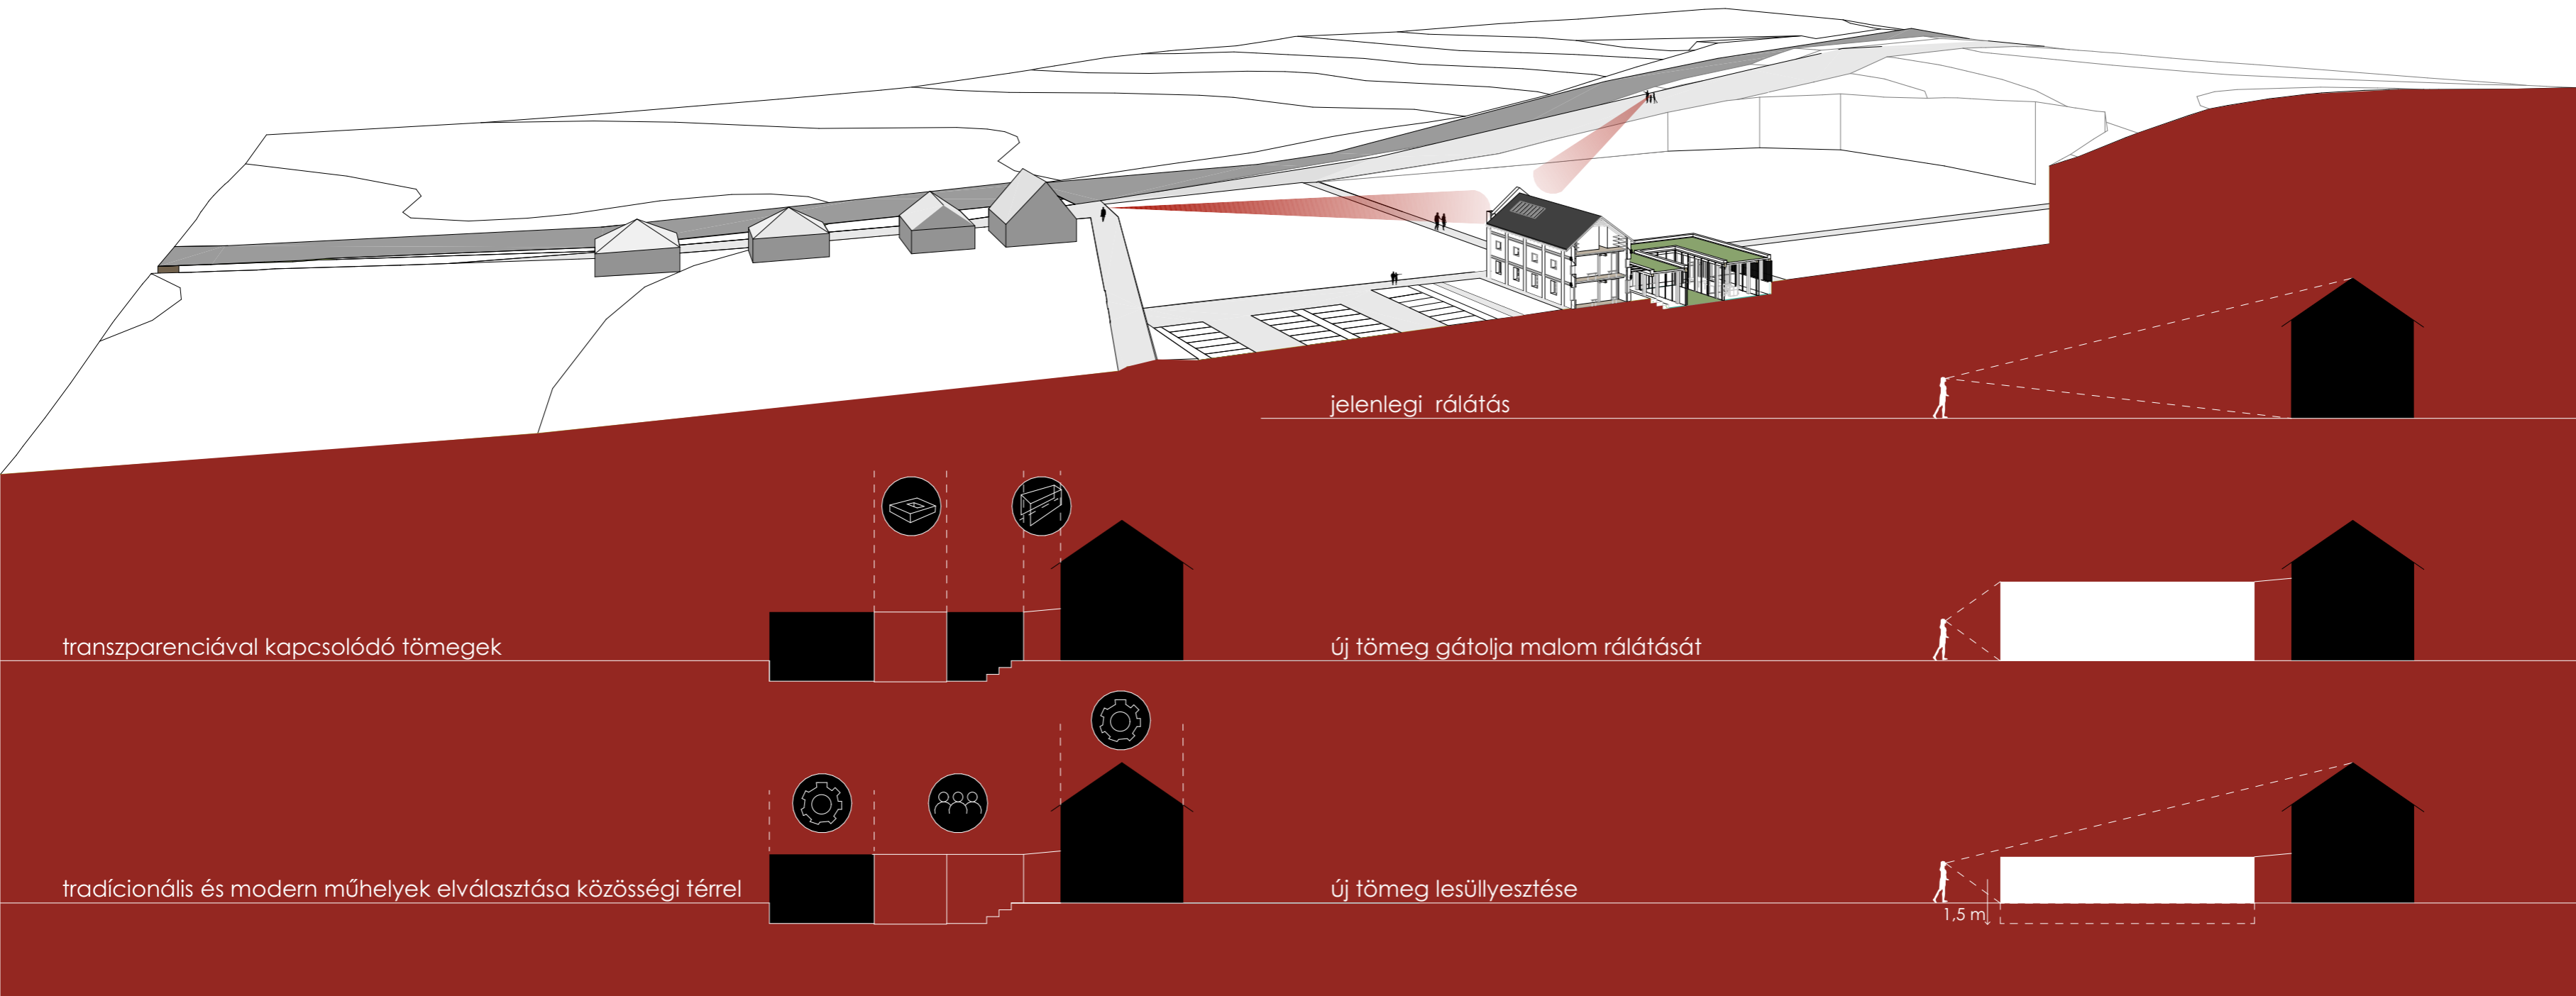 jelenlegi rálátás
transzparenciával kapcsolódó tömegek
új tömeg gátolja malom rálátását
tradícionális és modern műhelyek elválasztása közösségi térrel
új tömeg lesüllyesztése
1,5 m